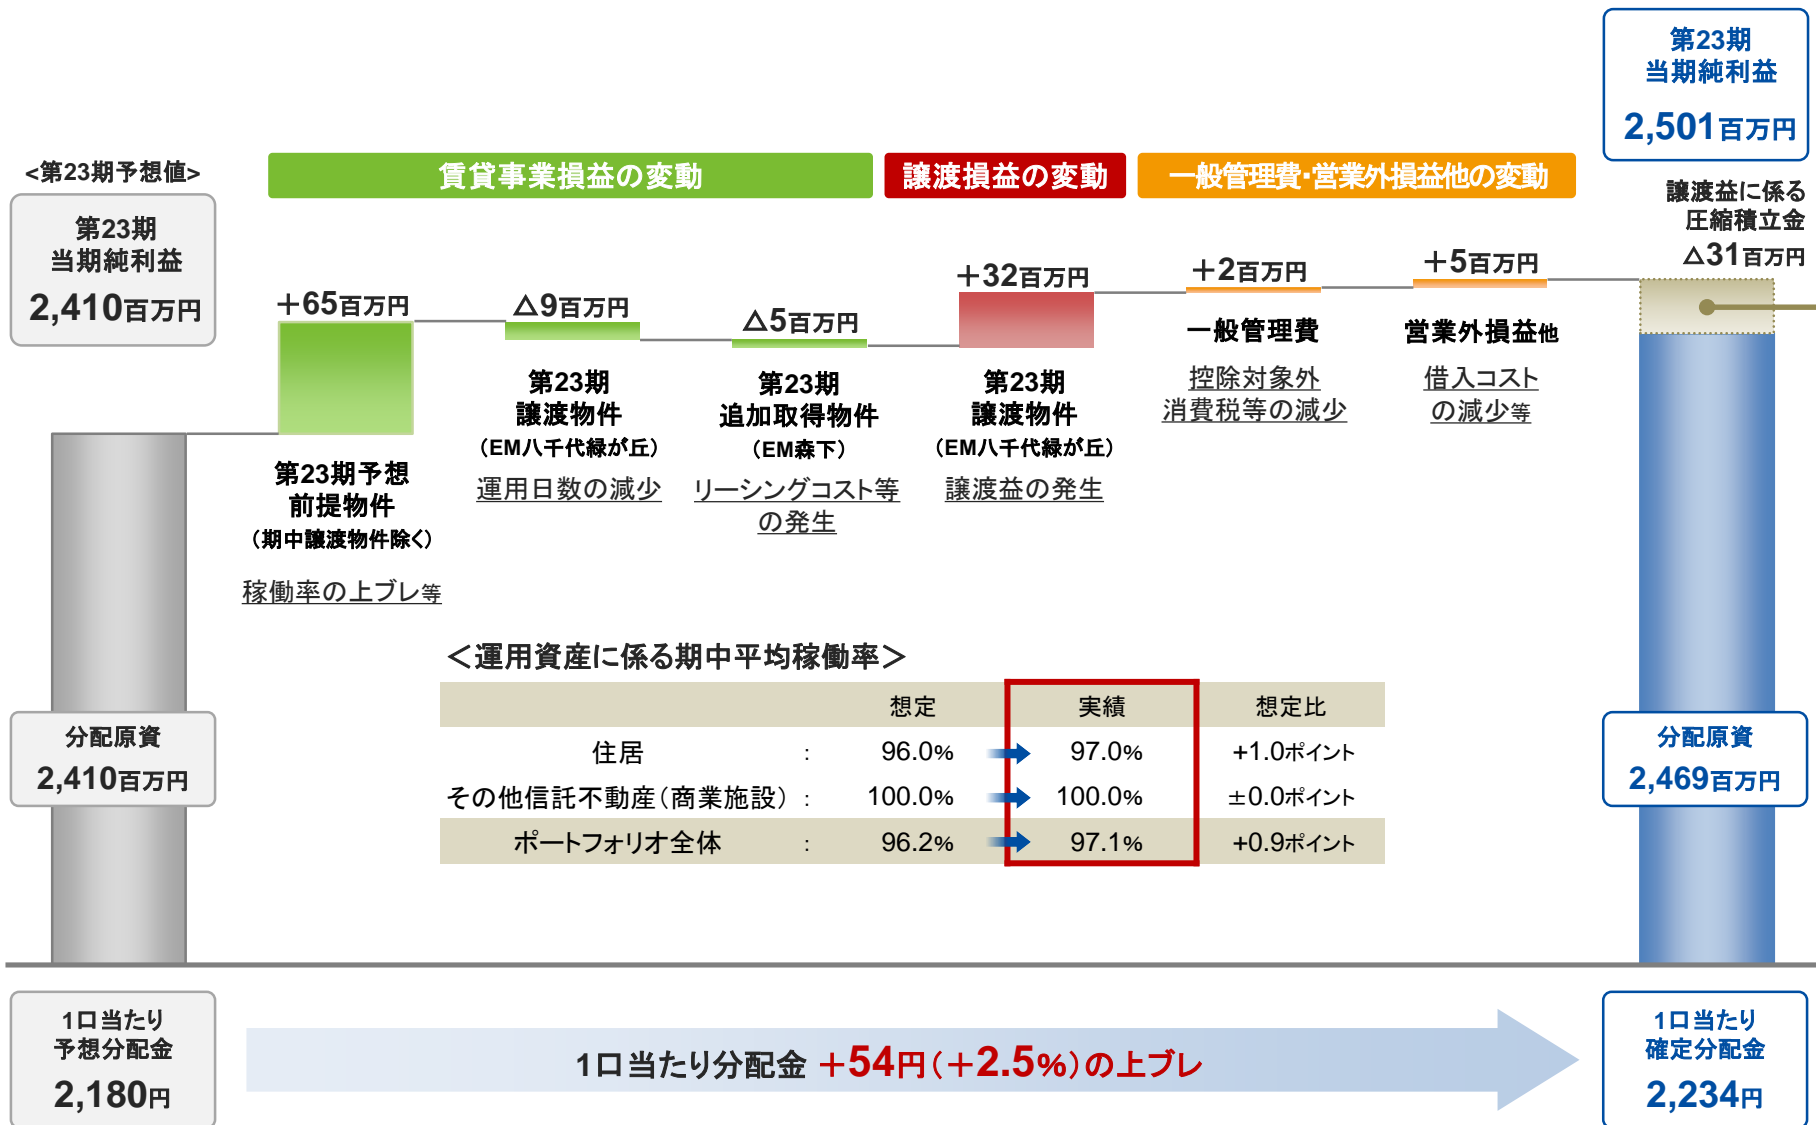 <第23期予想値>
第23期
当期純利益
2,410百万円
賃貸事業損益の変動
譲渡損益の変動
一般管理費・営業外損益他の変動
第23期
当期純利益
2,501百万円
譲渡益に係る
圧縮積立金
△31百万円
+65百万円
第23期予想
前提物件
(期中譲渡物件除く)
稼働率の上ブレ等
△9百万円
第23期
譲渡物件
(EM八千代緑が丘)
運用日数の減少
△5百万円
第23期
追加取得物件
(EM森下)
リーシングコスト等
の発生
+32百万円
第23期
譲渡物件
(EM八千代緑が丘)
譲渡益の発生
+2百万円
一般管理費
控除対象外
消費税等の減少
+5百万円
営業外損益他
借入コスト
の減少等
<運用資産に係る期中平均稼働率>
想定 実績 想定比
住居 : 96.0% 97.0% +1.0ポイント
その他信託不動産(商業施設) : 100.0% 100.0% ±0.0ポイント
ポートフォリオ全体 : 96.2% 97.1% +0.9ポイント
分配原資
2,410百万円
分配原資
2,469百万円
1口当たり
予想分配金
2,180円
1口当たり分配金 +54円(+2.5%)の上ブレ
1口当たり
確定分配金
2,234円